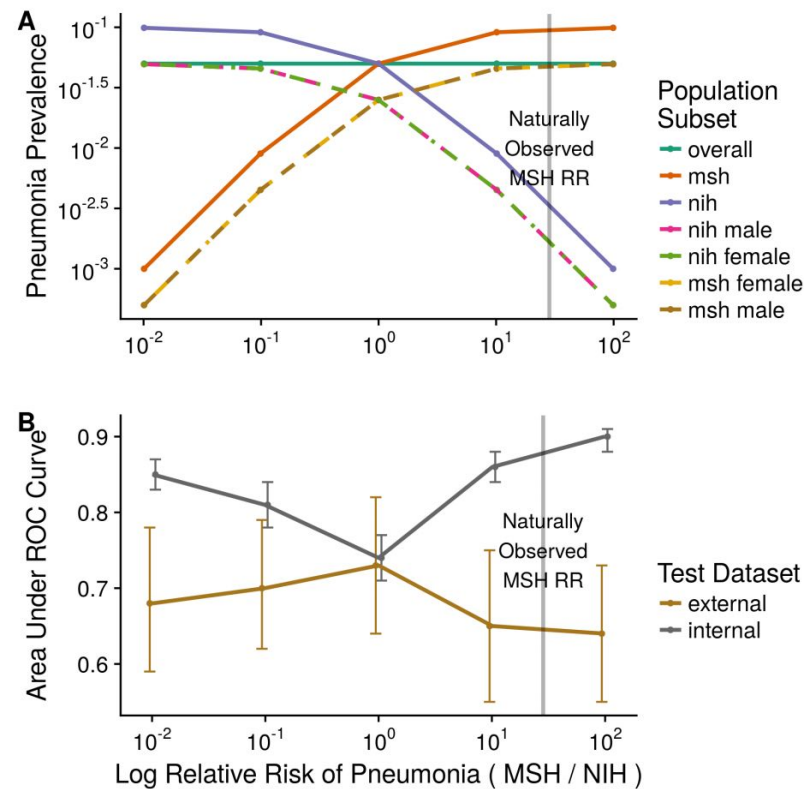 A
Pneumonia Prevalence
10^-1
10^-1.5
10^-2
10^-2.5
10^-3
10^-2
10^-1
10^0
10^1
10^2
Naturally
Observed
MSH RR
Population
Subset
overall
msh
nih
nih male
nih female
msh female
msh male
B
Area Under ROC Curve
0.9
0.8
0.7
0.6
10^-2
10^-1
10^0
10^1
10^2
Naturally
Observed
MSH RR
Test Dataset
external
internal
Log Relative Risk of Pneumonia ( MSH / NIH )